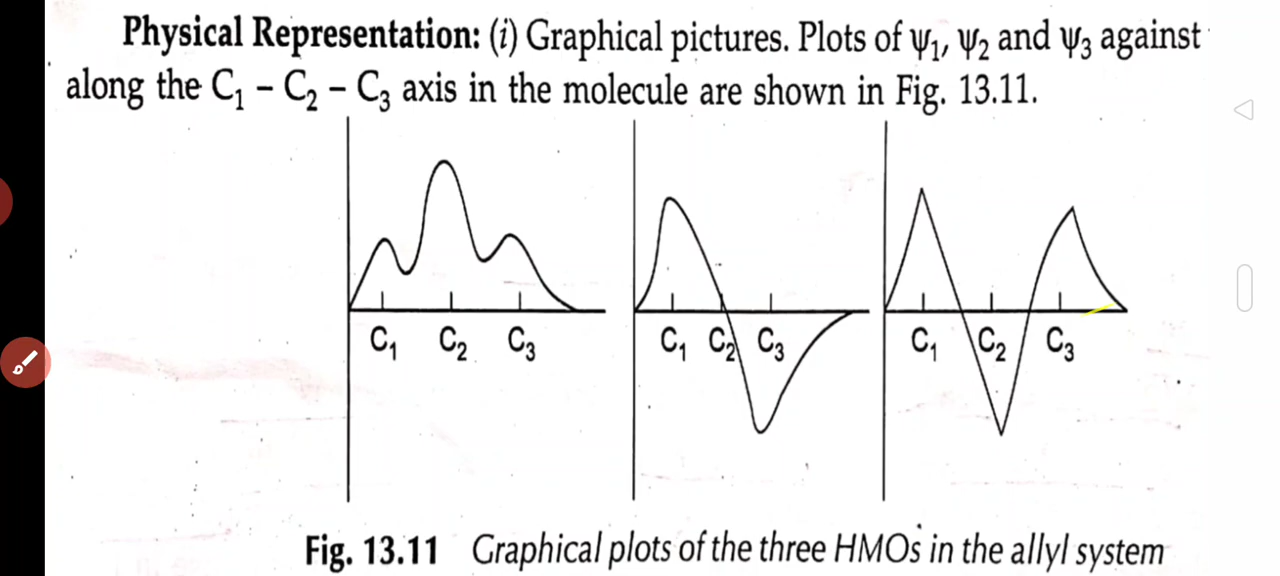 Physical Representation: (i) Graphical pictures. Plots of ψ₁, ψ₂ and ψ₃ against
along the C₁ – C₂ – C₃ axis in the molecule are shown in Fig. 13.11.
C₁ C₂ C₃ C₁ C₂ C₃ C₁ C₂ C₃
Fig. 13.11 Graphical plots of the three HMOs in the allyl system